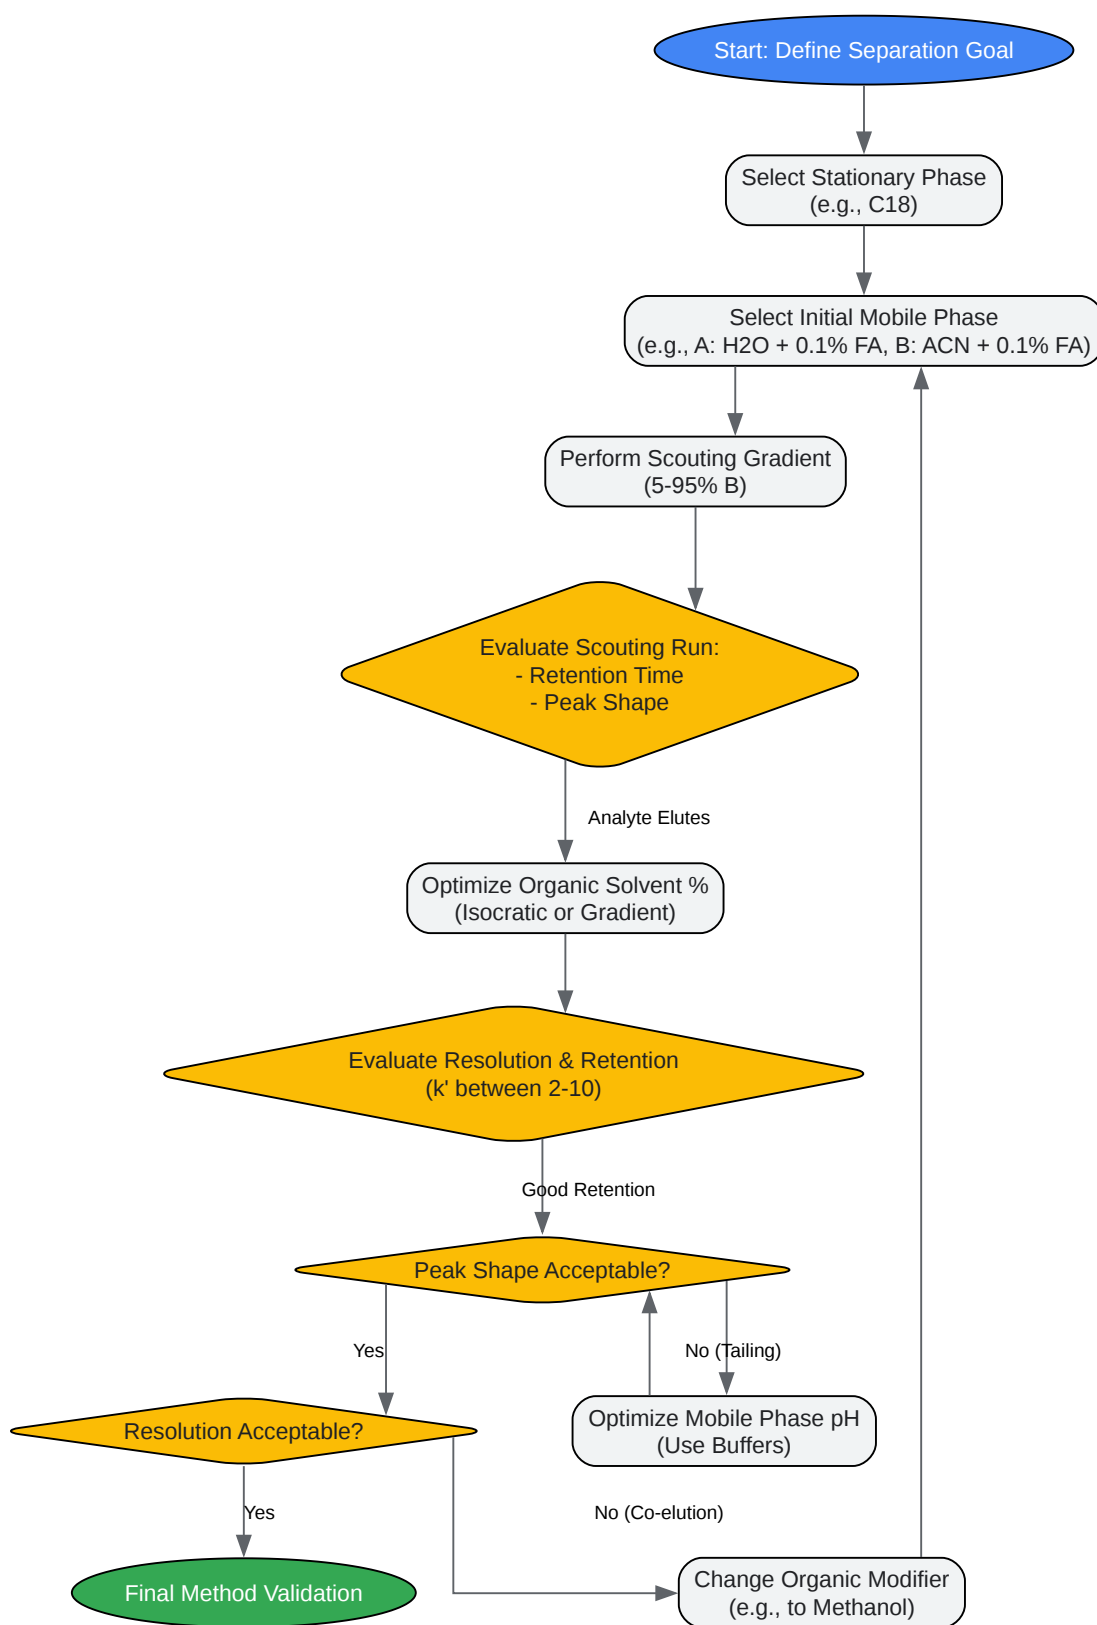 Start: Define Separation Goal
Select Stationary Phase
(e.g., C18)
Select Initial Mobile Phase
(e.g., A: H2O + 0.1% FA, B: ACN + 0.1% FA)
Perform Scouting Gradient
(5-95% B)
Evaluate Scouting Run:
- Retention Time
- Peak Shape
Analyte Elutes
Optimize Organic Solvent %
(Isocratic or Gradient)
Evaluate Resolution & Retention
(k' between 2-10)
Good Retention
Peak Shape Acceptable?
Yes
No (Tailing)
Resolution Acceptable?
Optimize Mobile Phase pH
(Use Buffers)
Yes
No (Co-elution)
Final Method Validation
Change Organic Modifier
(e.g., to Methanol)